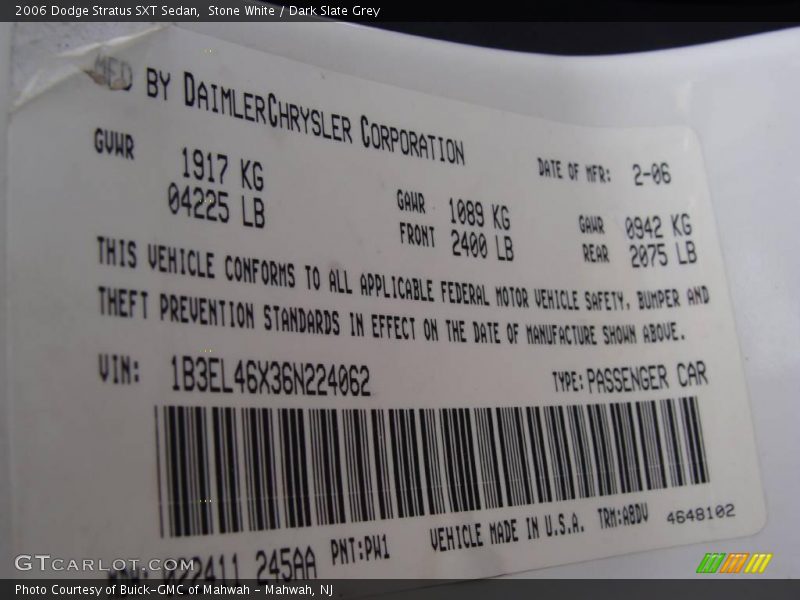 2006 Dodge Stratus SXT Sedan,  Stone White / Dark Slate Grey
MFD BY DAIMLERCHRYSLER CORPORATION
DATE OF MFR: 2-06
GVWR 1917 KG
04225 LB
GAWR 1089 KG
FRONT 2400 LB
GAWR 0942 KG
REAR 2075 LB
THIS VEHICLE CONFORMS TO ALL APPLICABLE FEDERAL MOTOR VEHICLE SAFETY, BUMPER AND
THEFT PREVENTION STANDARDS IN EFFECT ON THE DATE OF MANUFACTURE SHOWN ABOVE.
VIN: 1B3EL46X36N224062 TYPE: PASSENGER CAR
022411 245AA PNT:PW1 VEHICLE MADE IN U.S.A. TRM:A8DV 4648102
GTCARLOT.COM
Photo Courtesy of Buick-GMC of Mahwah - Mahwah, NJ